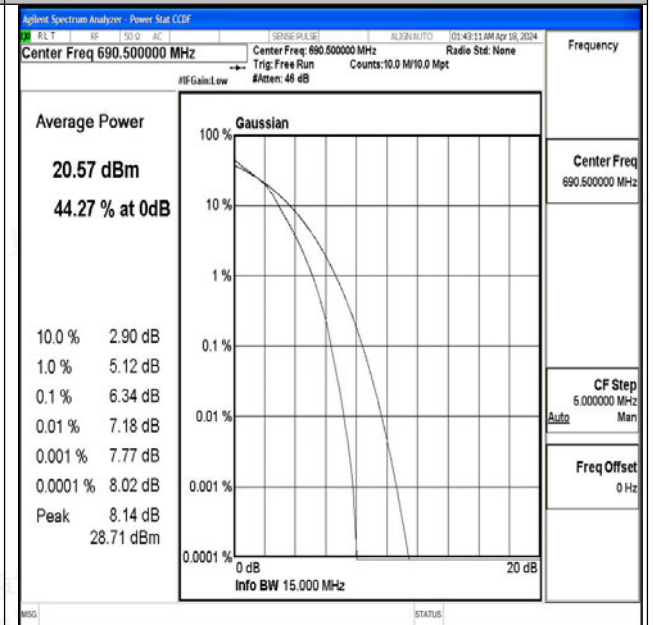 Agilent Spectrum Analyzer - Power Stat CCDF
RLT RF 50 Ω AC SENSE:PULSE ALIGN AUTO 01:43:11 AM Apr 18, 2024
Center Freq 690.500000 MHz
Center Freq: 690.500000 MHz Radio Std: None
Trig: Free Run Counts:10.0 M/10.0 Mpt
#IFGain:Low #Atten: 46 dB
Frequency
Average Power
20.57 dBm
44.27 % at 0dB
10.0 % 2.90 dB
1.0 % 5.12 dB
0.1 % 6.34 dB
0.01 % 7.18 dB
0.001 % 7.77 dB
0.0001 % 8.02 dB
Peak 8.14 dB
28.71 dBm
Gaussian
100 %
10 %
1 %
0.1 %
0.01 %
0.001 %
0.0001 %
0 dB 20 dB
Info BW 15.000 MHz
Center Freq
690.500000 MHz
CF Step
5.000000 MHz
Auto Man
Freq Offset
0 Hz
MSG STATUS